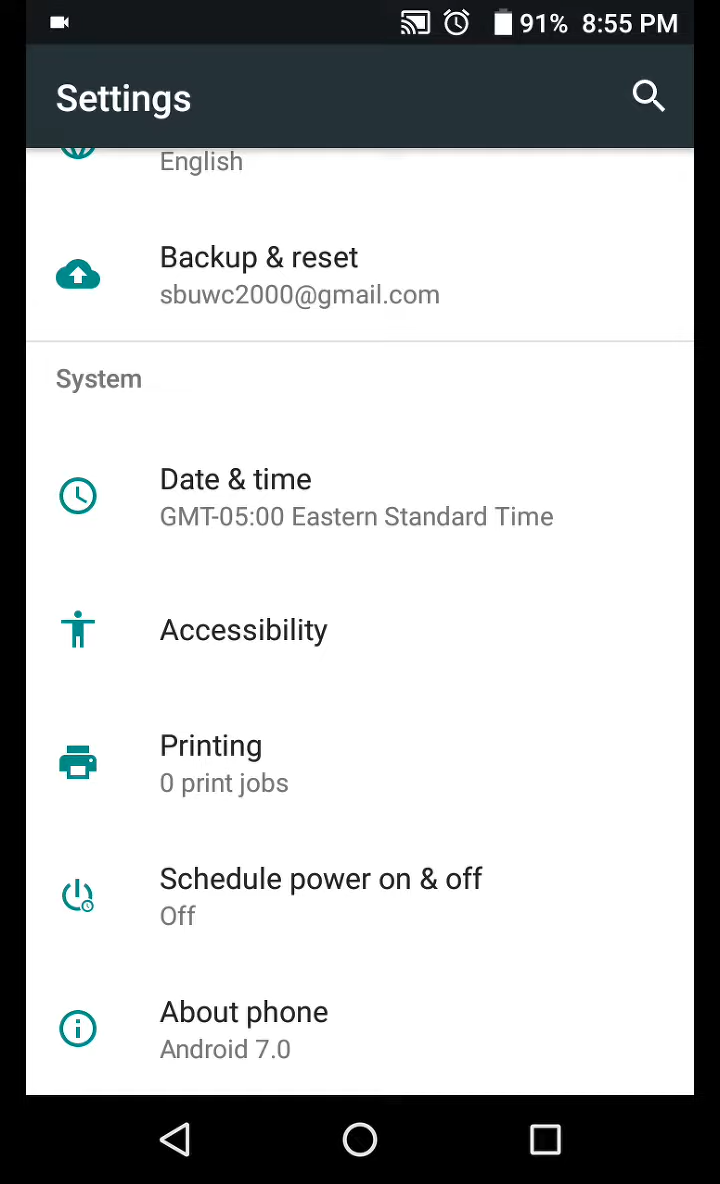 91% 8:55 PM
Settings
English
Backup & reset
sbuwc2000@gmail.com
System
Date & time
GMT-05:00 Eastern Standard Time
Accessibility
Printing
0 print jobs
Schedule power on & off
Off
About phone
Android 7.0